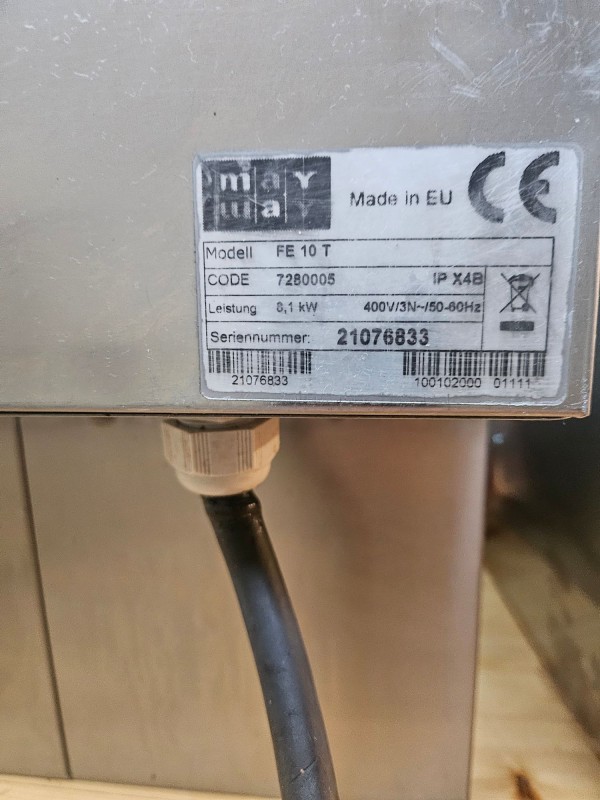 may
way
Made in EU CE
Modell FE 10 T
CODE 7280005 IP X4B
Leistung 8,1 kW 400V/3N~/50-60Hz
Seriennummer: 21076833
21076833 100102000 01111